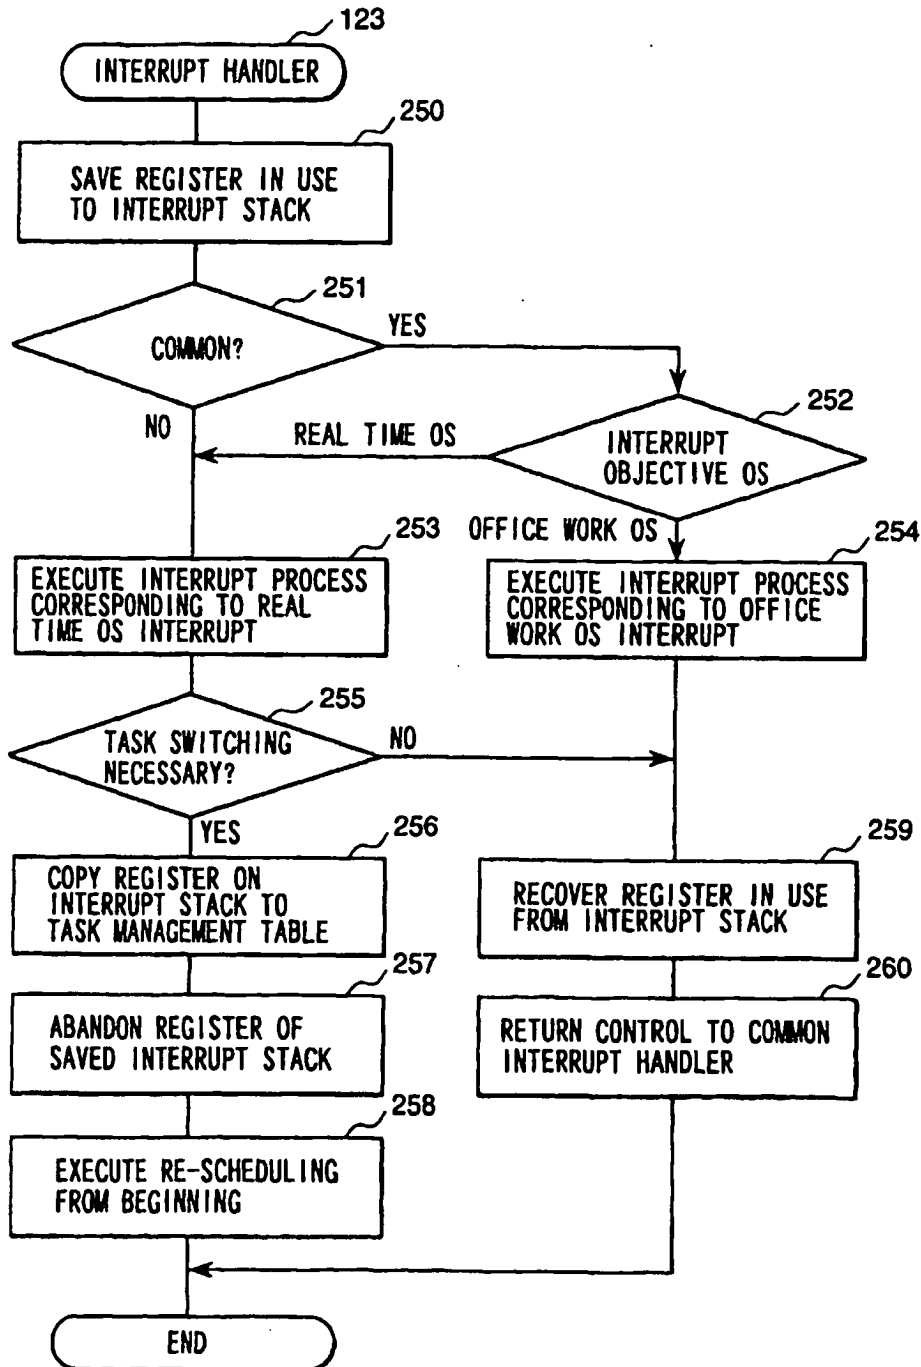 123
INTERRUPT HANDLER
250
SAVE REGISTER IN USE
TO INTERRUPT STACK
251
COMMON?
YES
NO
252
INTERRUPT
OBJECTIVE OS
REAL TIME OS
OFFICE WORK OS
253
EXECUTE INTERRUPT PROCESS
CORRESPONDING TO REAL
TIME OS INTERRUPT
254
EXECUTE INTERRUPT PROCESS
CORRESPONDING TO OFFICE
WORK OS INTERRUPT
255
TASK SWITCHING
NECESSARY?
NO
YES
256
COPY REGISTER ON
INTERRUPT STACK TO
TASK MANAGEMENT TABLE
257
ABANDON REGISTER OF
SAVED INTERRUPT STACK
258
EXECUTE RE-SCHEDULING
FROM BEGINNING
259
RECOVER REGISTER IN USE
FROM INTERRUPT STACK
260
RETURN CONTROL TO COMMON
INTERRUPT HANDLER
END